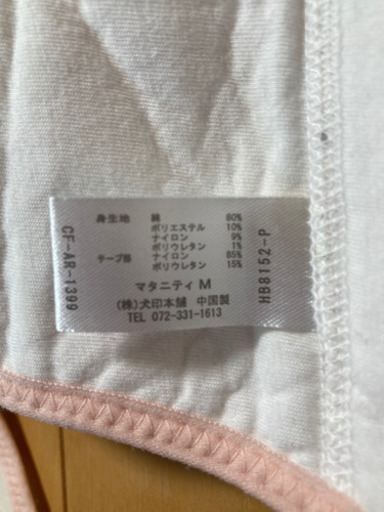 身生地 綿 80%
ポリエステル 10%
ナイロン 9%
ポリウレタン 1%
テープ部 ナイロン 85%
ポリウレタン 15%
マタニティ M
(株)犬印本舗 中国製
TEL 072-331-1613
CF-AR-1399
HB8152-P